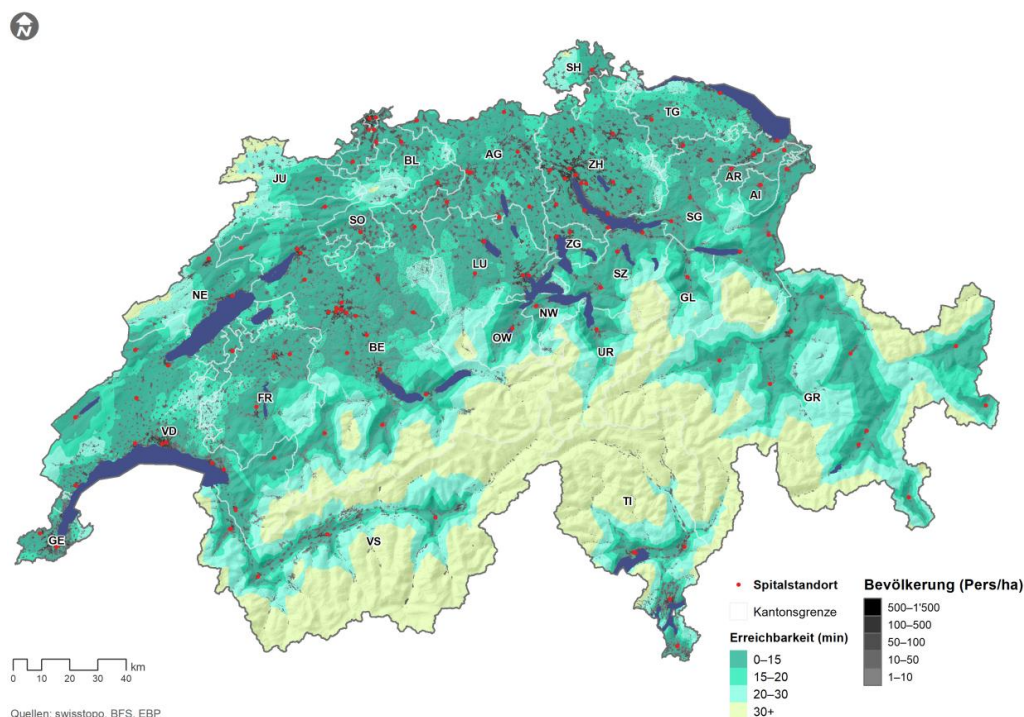 N
SH
TG
BL
AG
ZH
JU
AR
AI
SO
SG
ZG
LU
SZ
NE
GL
NW
OW
BE
UR
FR
GR
VD
TI
GE
VS
Spitalstandort
Kantonsgrenze
Erreichbarkeit (min)
0–15
15–20
20–30
30+
Bevölkerung (Pers/ha)
500–1'500
100–500
50–100
10–50
1–10
km
0 5 10 20 30 40
Quellen: swisstopo, BFS, EBP